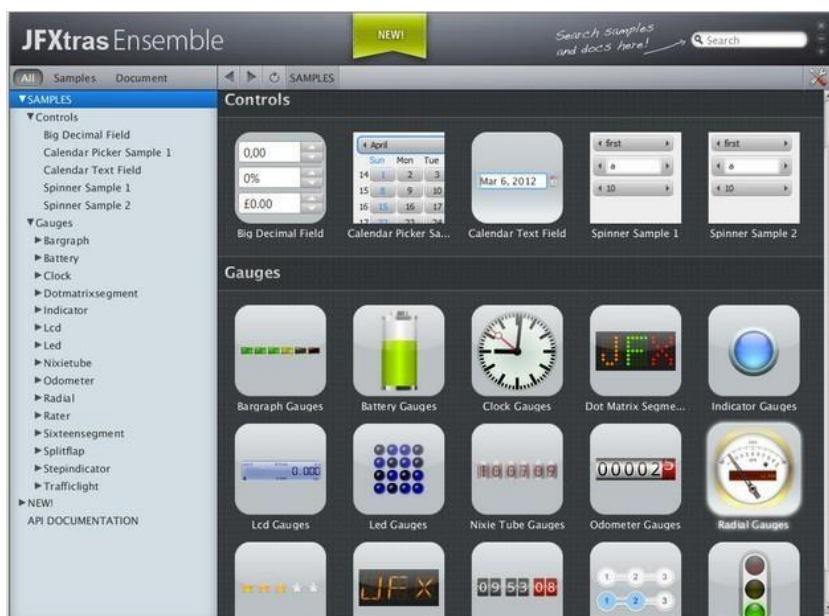 JFXtras Ensemble
NEW!
Search samples
and docs here!
Search
All Samples Document
SAMPLES
SAMPLES
Controls
Big Decimal Field
Calendar Picker Sample 1
Calendar Text Field
Spinner Sample 1
Spinner Sample 2
Gauges
Bargraph
Battery
Clock
Dotmatrixsegment
Indicator
Lcd
Led
Nixietube
Odometer
Radial
Rater
Sixteensegment
Splitflap
Stepindicator
Trafficlight
NEW!
API DOCUMENTATION
Controls
0,00
0%
£0.00
April
Sun Mon Tue
14 1 2 3
15 8 9 10
16 15 16 17
Mar 6, 2012
first
a
10
first
a
10
Big Decimal Field Calendar Picker Sa... Calendar Text Field Spinner Sample 1 Spinner Sample 2
Gauges
JFX
Bargraph Gauges Battery Gauges Clock Gauges Dot Matrix Segme... Indicator Gauges
0.000
00002
Lcd Gauges Led Gauges Nixie Tube Gauges Odometer Gauges Radial Gauges
JFX
09 53 08
1 2 3
1 2 3